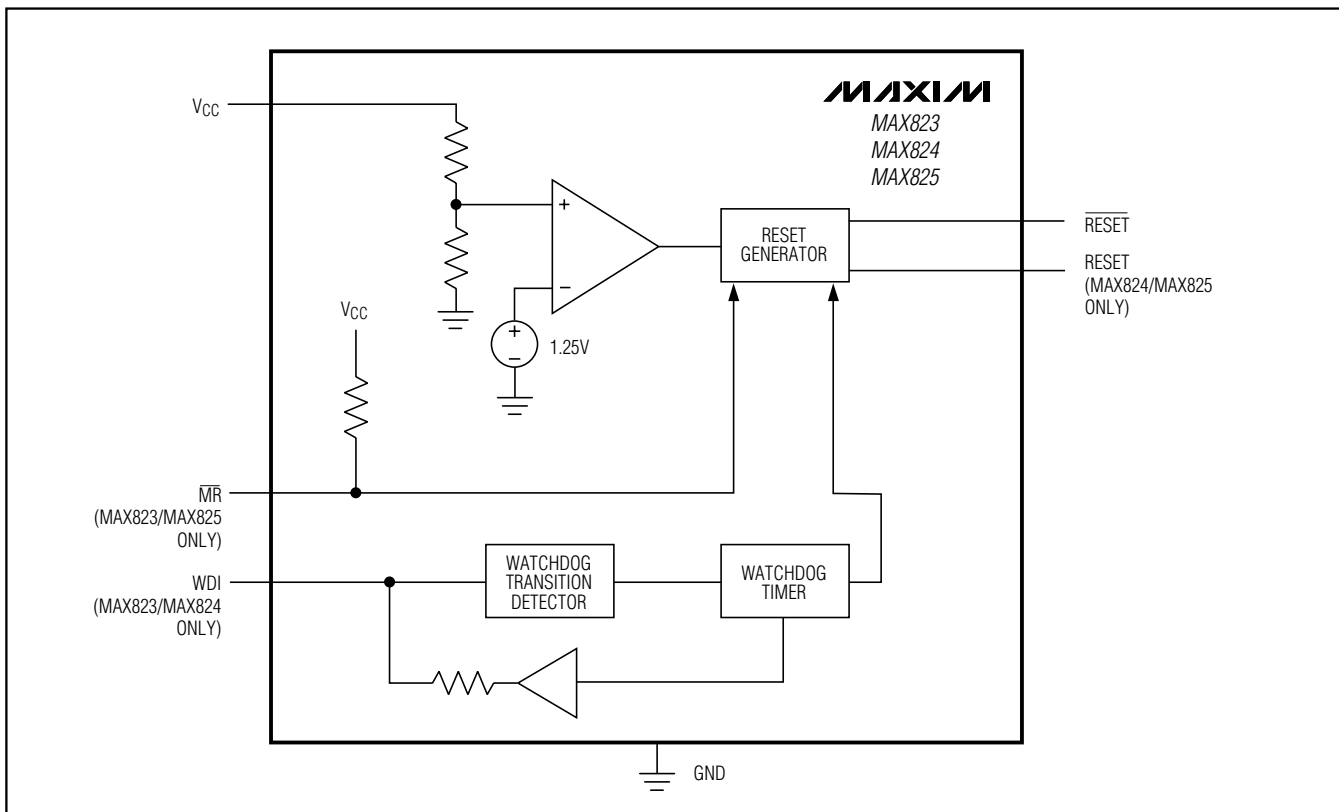 VCC
MAXIM
MAX823
MAX824
MAX825
+
−
RESET
GENERATOR
RESET
RESET
(MAX824/MAX825
ONLY)
VCC
+
−
1.25V
MR
(MAX823/MAX825
ONLY)
WDI
(MAX823/MAX824
ONLY)
WATCHDOG
TRANSITION
DETECTOR
WATCHDOG
TIMER
GND